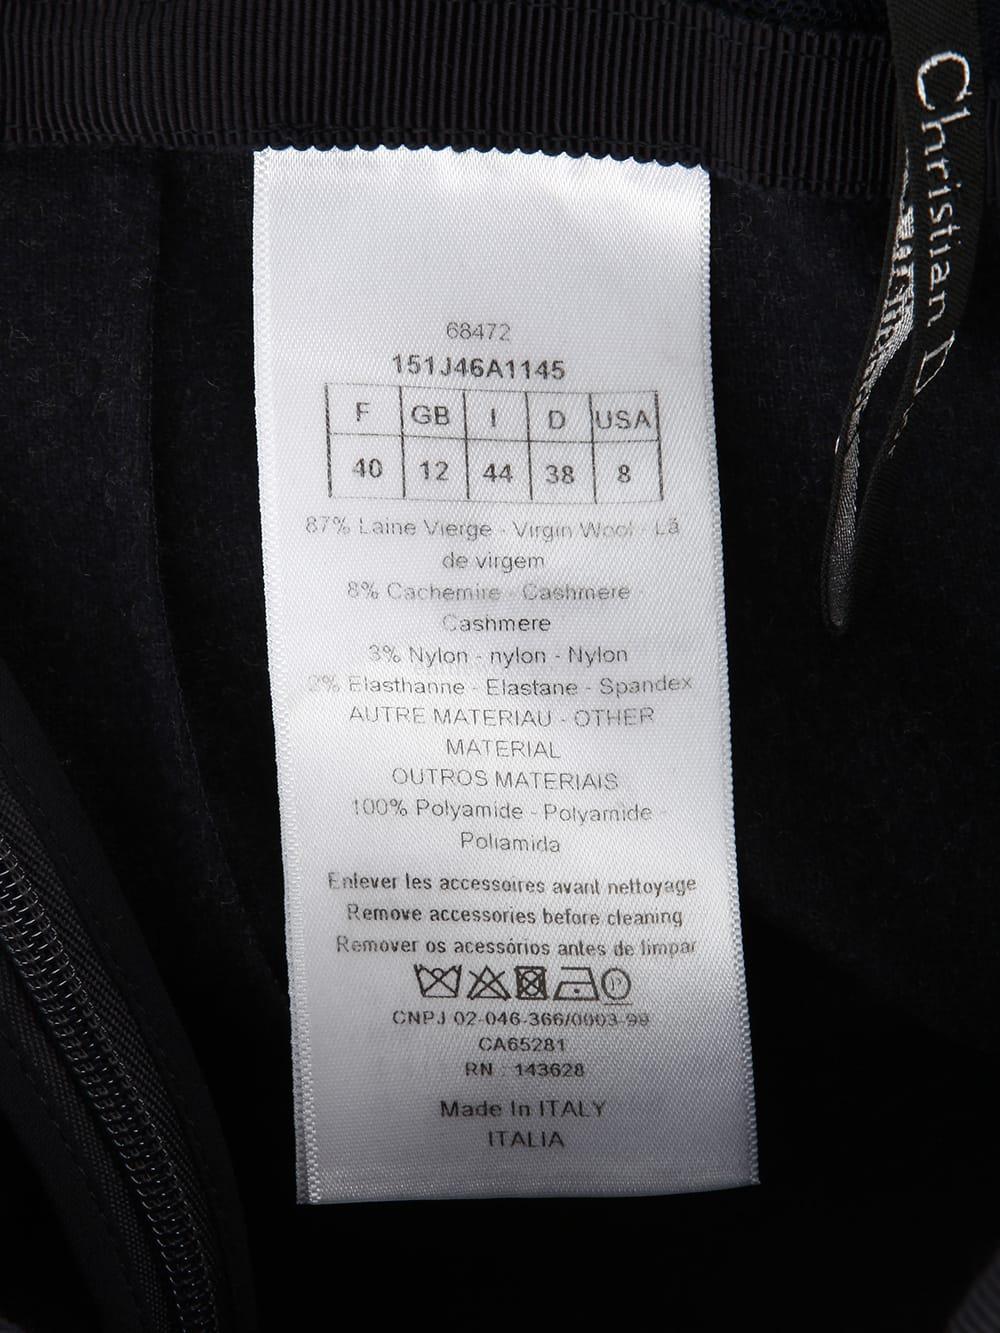 68472
151J46A1145
F GB I D USA
40 12 44 38 8
87% Laine Vierge - Virgin Wool - Lã
de virgem
8% Cachemire - Cashmere -
Cashmere
3% Nylon - nylon - Nylon
2% Elasthanne - Elastane - Spandex
AUTRE MATERIAU - OTHER
MATERIAL
OUTROS MATERIAIS
100% Polyamide - Polyamide -
Poliamida
Enlever les accessoires avant nettoyage
Remove accessories before cleaning
Remover os acessórios antes de limpar
P
CNPJ 02-046-366/0003-99
CA65281
RN : 143628
Made In ITALY
ITALIA
Christian D